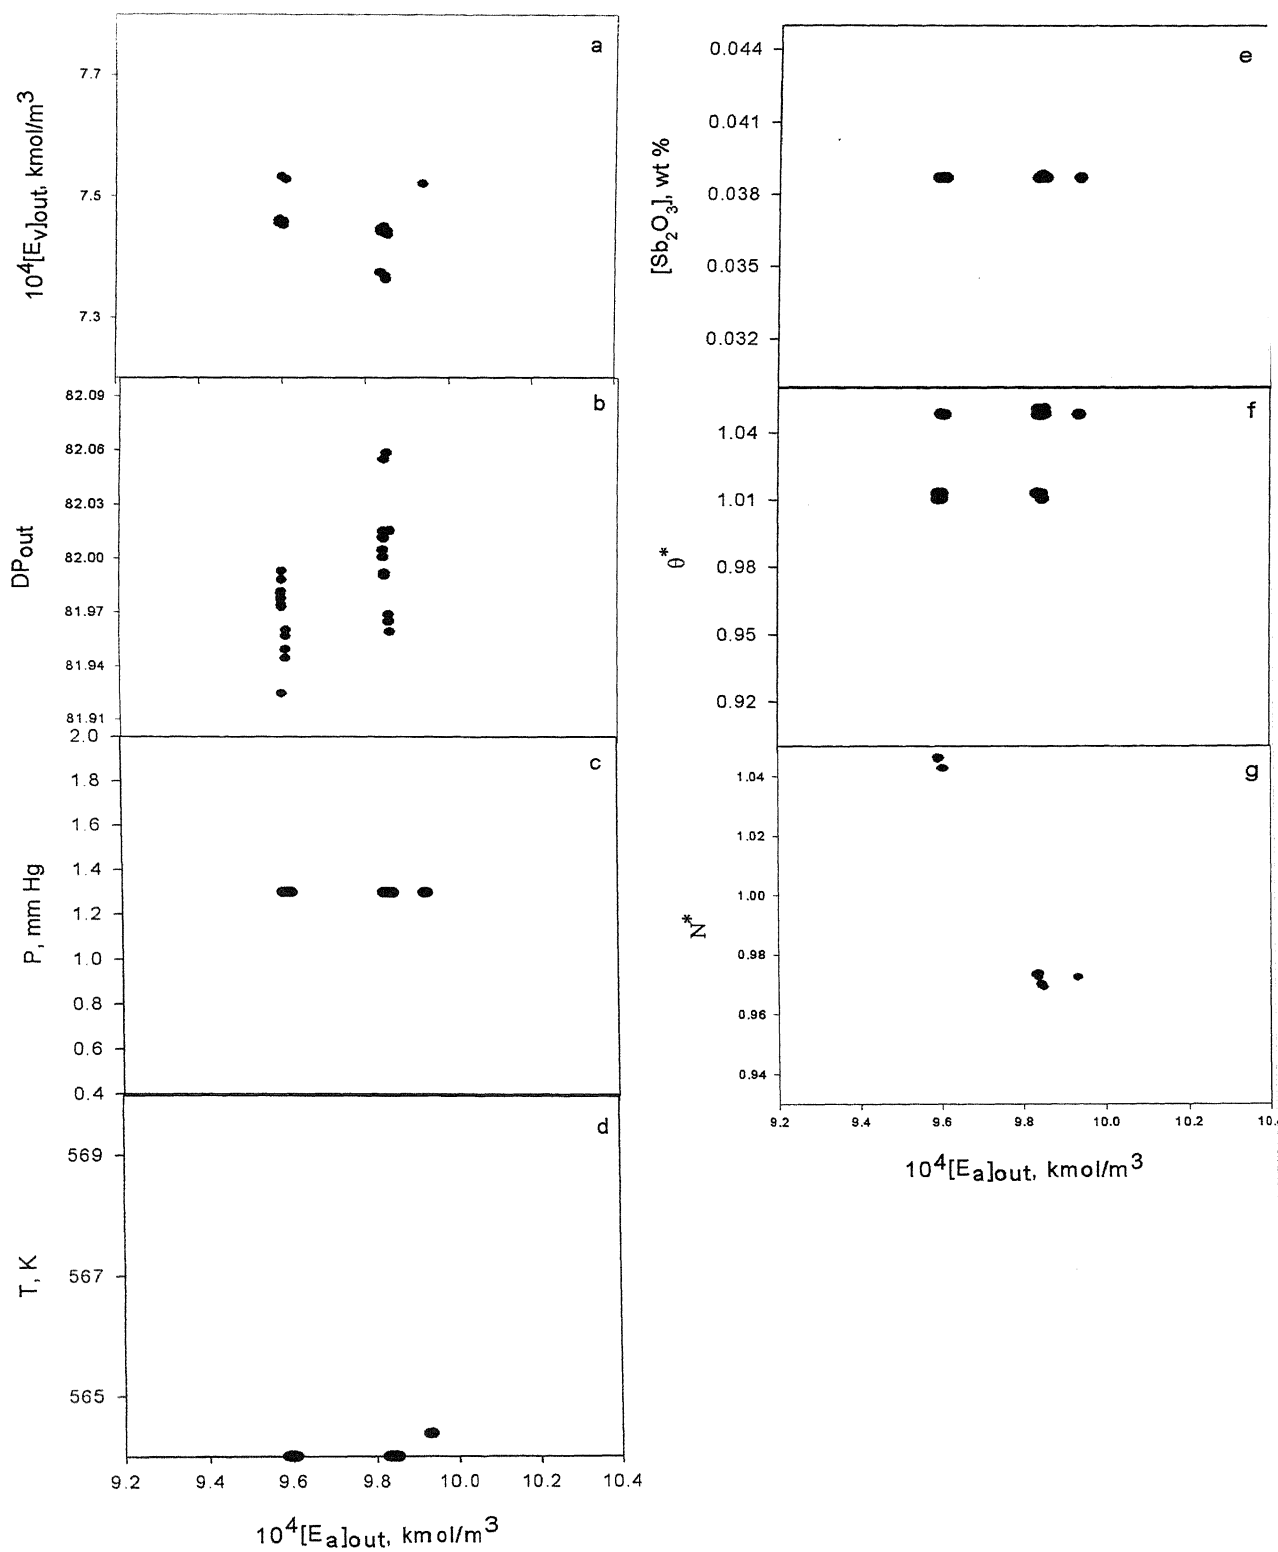 a
7.7
7.5
7.3
10⁴[Eᵥ]out, kmol/m³
b
82.09
82.06
82.03
82.00
81.97
81.94
81.91
DPout
c
2.0
1.8
1.6
1.4
1.2
1.0
0.8
0.6
0.4
P, mm Hg
d
569
567
565
T, K
9.2 9.4 9.6 9.8 10.0 10.2 10.4
10⁴[Eₐ]out, kmol/m³
e
0.044
0.041
0.038
0.035
0.032
[Sb₂O₃], wt %
f
1.04
1.01
0.98
0.95
0.92
θ*
g
1.04
1.02
1.00
0.98
0.96
0.94
N*
9.2 9.4 9.6 9.8 10.0 10.2 10.4
10⁴[Eₐ]out, kmol/m³